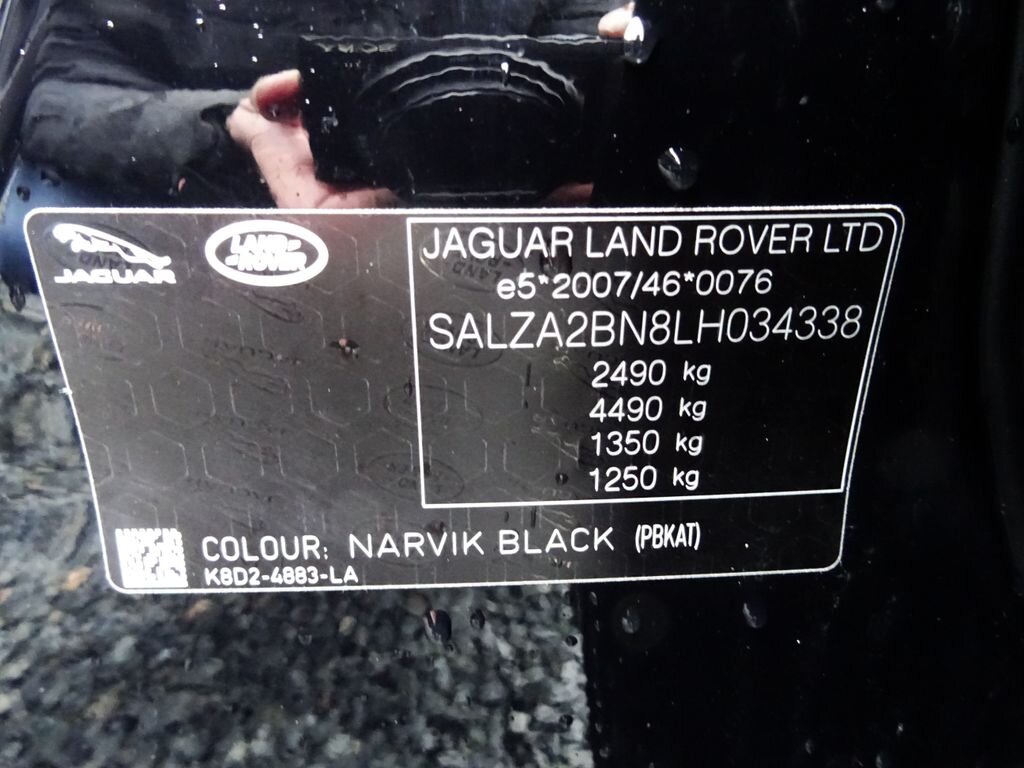 JAGUAR
LAND
ROVER
JAGUAR LAND ROVER LTD
e5*2007/46*0076
SALZA2BN8LH034338
2490 kg
4490 kg
1350 kg
1250 kg
COLOUR: NARVIK BLACK (PBKAT)
K8D2-4883-LA